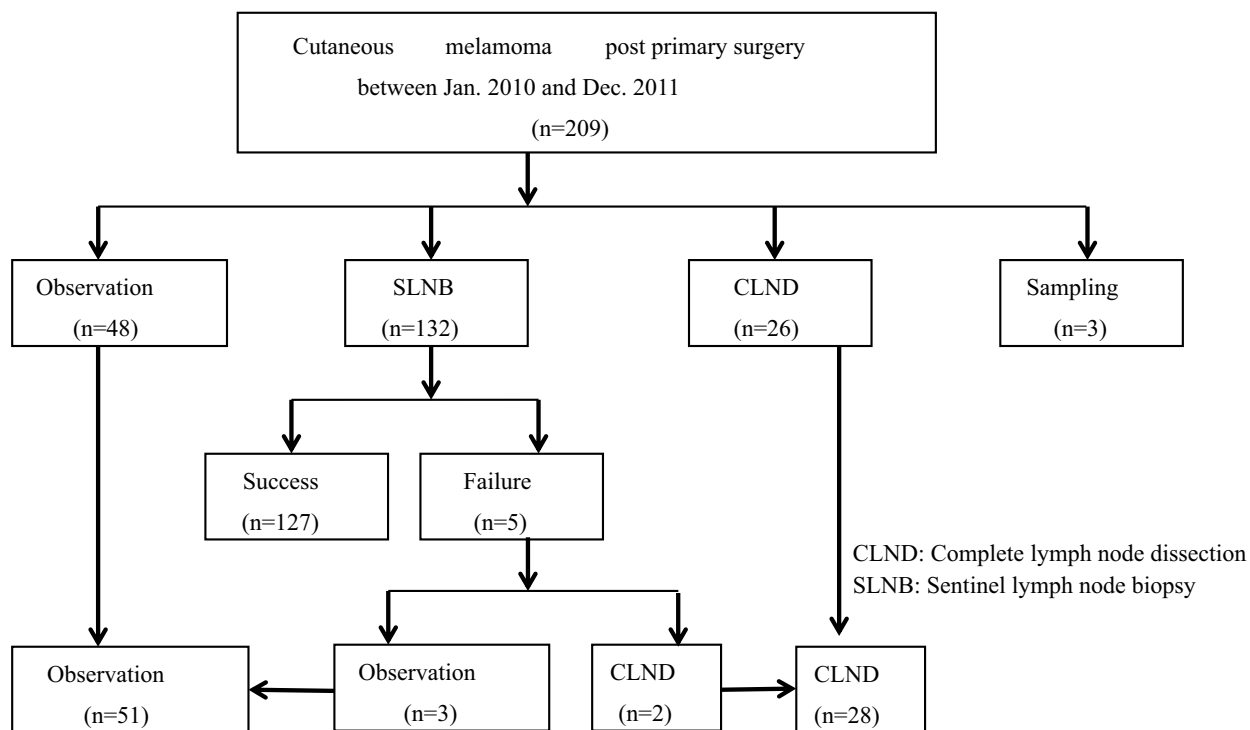 Cutaneous melamoma post primary surgery
between Jan. 2010 and Dec. 2011
(n=209)
Observation
(n=48)
SLNB
(n=132)
CLND
(n=26)
Sampling
(n=3)
Success
(n=127)
Failure
(n=5)
CLND: Complete lymph node dissection
SLNB: Sentinel lymph node biopsy
Observation
(n=51)
Observation
(n=3)
CLND
(n=2)
CLND
(n=28)